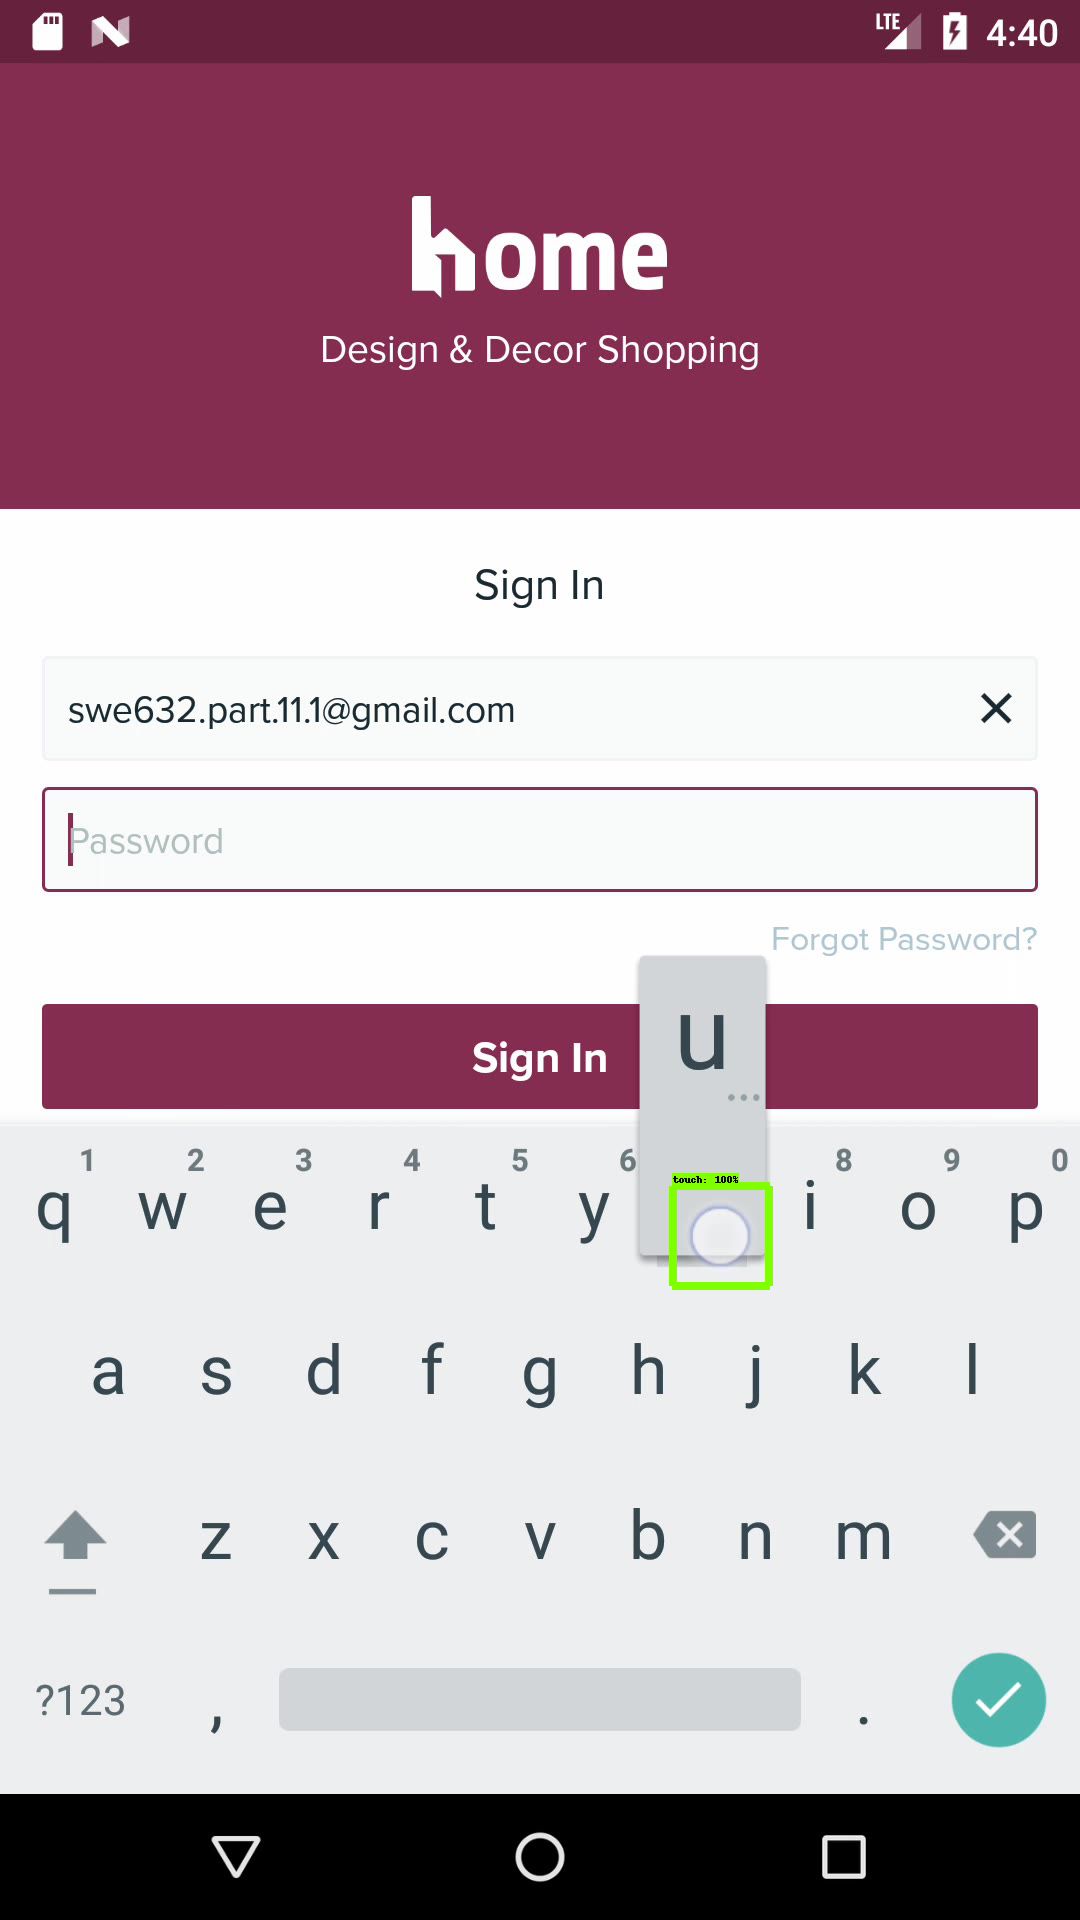 LTE 4:40
home
Design & Decor Shopping
Sign In
swe632.part.11.1@gmail.com
Password
Forgot Password?
Sign In
u
...
1 2 3 4 5 6 8 9 0
touch: 100%
q w e r t y i o p
a s d f g h j k l
z x c v b n m
?123 , .